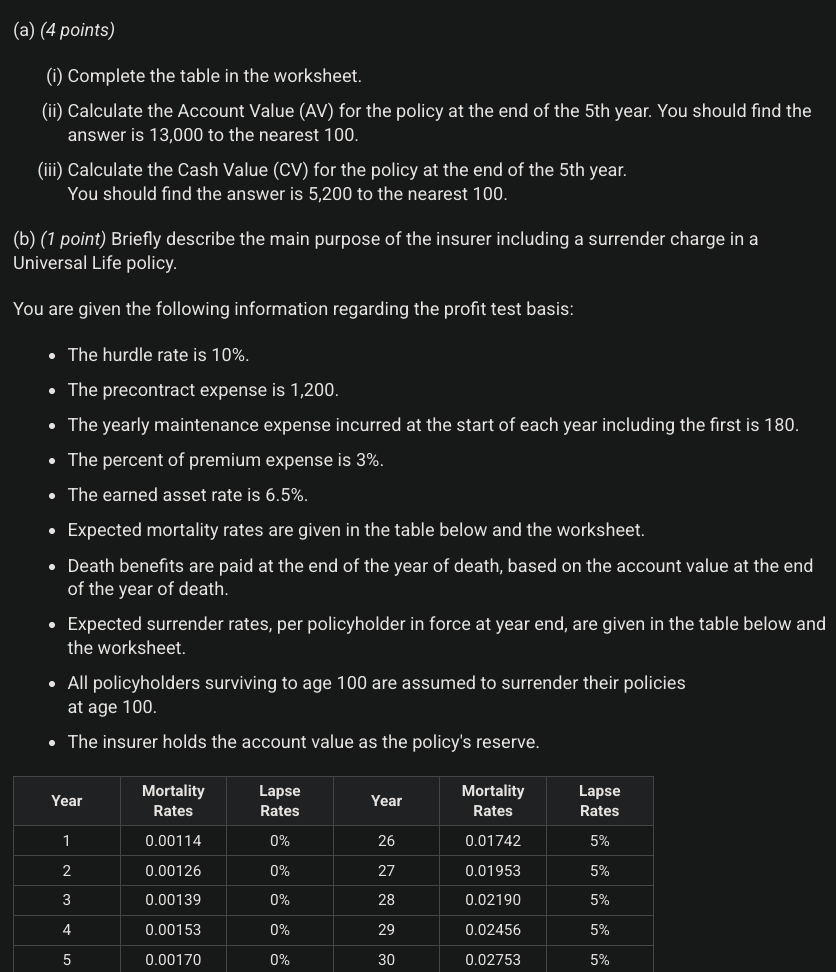 (a) (4 points)
(i) Complete the table in the worksheet.
(ii) Calculate the Account Value (AV) for the policy at the end of the 5th year. You should find the
answer is 13,000 to the nearest 100.
(iii) Calculate the Cash Value (CV) for the policy at the end of the 5th year.
You should find the answer is 5,200 to the nearest 100.
(b) (1 point) Briefly describe the main purpose of the insurer including a surrender charge in a
Universal Life policy.
You are given the following information regarding the profit test basis:
• The hurdle rate is 10%.
• The precontract expense is 1,200.
• The yearly maintenance expense incurred at the start of each year including the first is 180.
• The percent of premium expense is 3%.
• The earned asset rate is 6.5%.
• Expected mortality rates are given in the table below and the worksheet.
• Death benefits are paid at the end of the year of death, based on the account value at the end
of the year of death.
• Expected surrender rates, per policyholder in force at year end, are given in the table below and
the worksheet.
• All policyholders surviving to age 100 are assumed to surrender their policies
at age 100.
• The insurer holds the account value as the policy's reserve.
Year Mortality Rates Lapse Rates Year Mortality Rates Lapse Rates
1 0.00114 0% 26 0.01742 5%
2 0.00126 0% 27 0.01953 5%
3 0.00139 0% 28 0.02190 5%
4 0.00153 0% 29 0.02456 5%
5 0.00170 0% 30 0.02753 5%